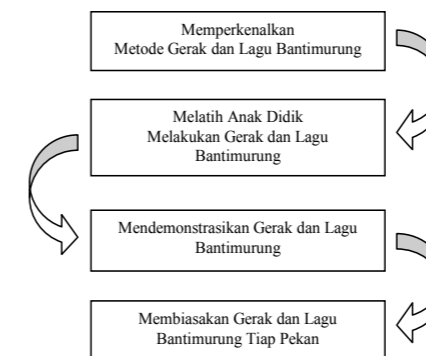 Memperkenalkan
Metode Gerak dan Lagu Bantimurung
Melatih Anak Didik
Melakukan Gerak dan Lagu
Bantimurung
Mendemonstrasikan Gerak dan Lagu
Bantimurung
Membiasakan Gerak dan Lagu
Bantimurung Tiap Pekan